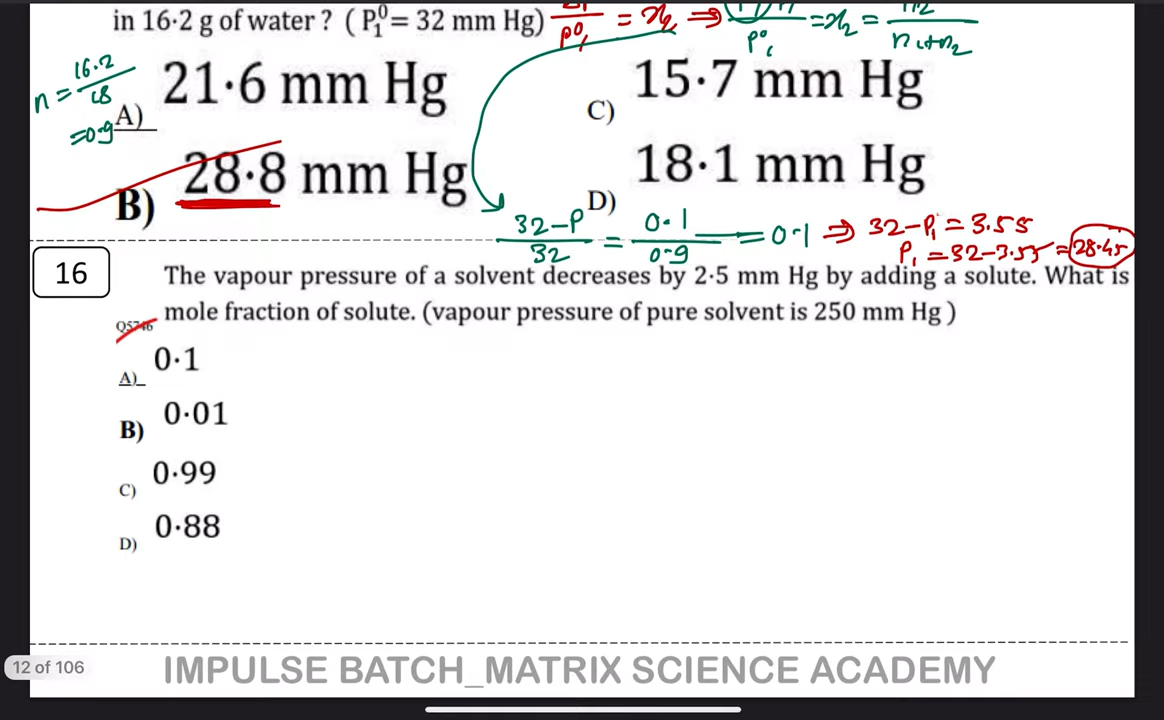 in 16·2 g of water ? ( P₁⁰= 32 mm Hg)
P⁰₁ = x₂ ⇒
P⁰₁ = x₂ = n₂ / n₁+n₂
n = 16.2 / 18
= 0.9
A) 21·6 mm Hg
C) 15·7 mm Hg
B) 28·8 mm Hg
D) 18·1 mm Hg
32-P / 32 = 0.1 / 0.9 = 0.1 ⇒ 32-P₁ = 3.55
P₁ = 32-3.55 = 28.45
16
The vapour pressure of a solvent decreases by 2·5 mm Hg by adding a solute. What is
mole fraction of solute. (vapour pressure of pure solvent is 250 mm Hg )
Q5746
A) 0·1
B) 0·01
C) 0·99
D) 0·88
12 of 106
IMPULSE BATCH_MATRIX SCIENCE ACADEMY